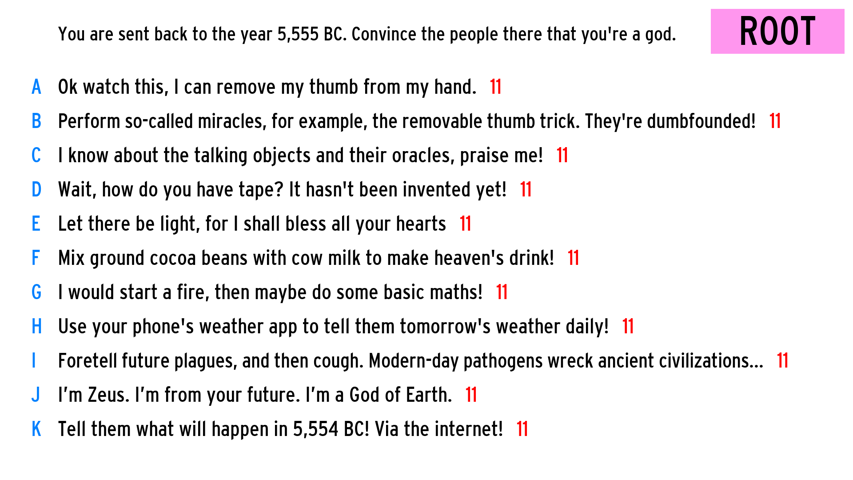 You are sent back to the year 5,555 BC. Convince the people there that you're a god.
ROOT
A Ok watch this, I can remove my thumb from my hand. 11
B Perform so-called miracles, for example, the removable thumb trick. They're dumbfounded! 11
C I know about the talking objects and their oracles, praise me! 11
D Wait, how do you have tape? It hasn't been invented yet! 11
E Let there be light, for I shall bless all your hearts 11
F Mix ground cocoa beans with cow milk to make heaven's drink! 11
G I would start a fire, then maybe do some basic maths! 11
H Use your phone's weather app to tell them tomorrow's weather daily! 11
I Foretell future plagues, and then cough. Modern-day pathogens wreck ancient civilizations... 11
J I’m Zeus. I’m from your future. I’m a God of Earth. 11
K Tell them what will happen in 5,554 BC! Via the internet! 11